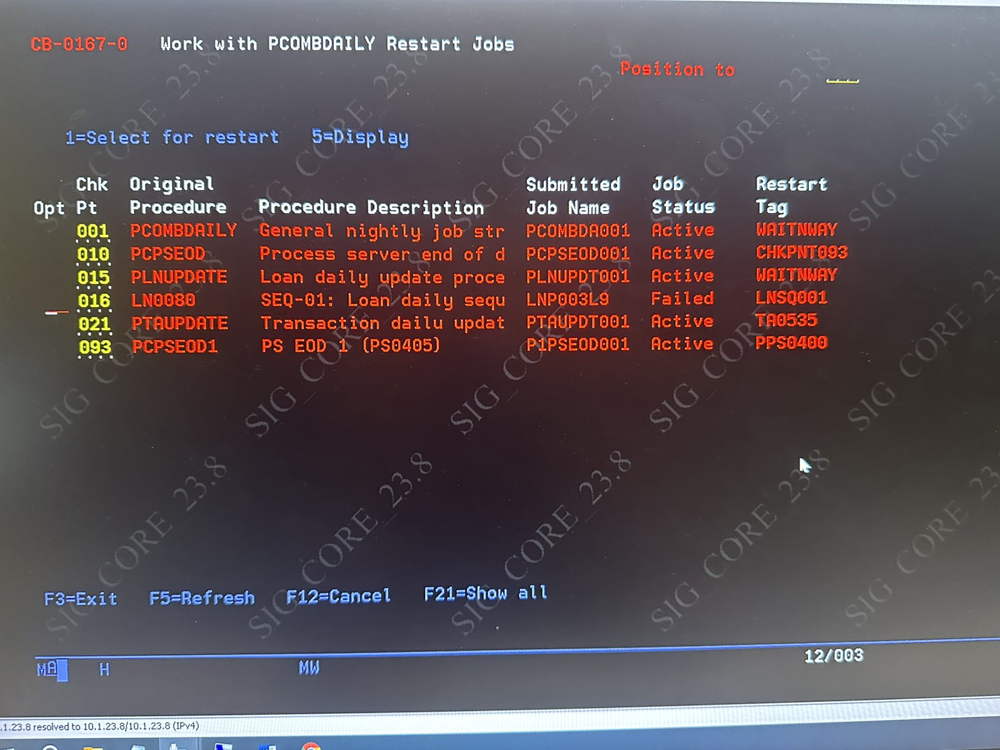 CB-0167-0 Work with PCOMBDAILY Restart Jobs
Position to
1=Select for restart 5=Display
Chk Original Submitted Job Restart
Opt Pt Procedure Procedure Description Job Name Status Tag
001 PCOMBDAILY General nightly job str PCOMBDA001 Active WAITNWAY
010 PCPSEOD Process server end of d PCPSEOD001 Active CHKPNT093
015 PLNUPDATE Loan daily update proce PLNUPDT001 Active WAITNWAY
016 LN0080 SEQ-01: Loan daily sequ LNP003L9 Failed LNSQ001
021 PTAUPDATE Transaction dailu updat PTAUPDT001 Active TA0535
093 PCPSEOD1 PS EOD 1 (PS0405) P1PSEOD001 Active PPS0400
F3=Exit F5=Refresh F12=Cancel F21=Show all
MA H MW 12/003
.1.23.8 resolved to 10.1.23.8/10.1.23.8 (IPv4)
SIG_CORE_23.8